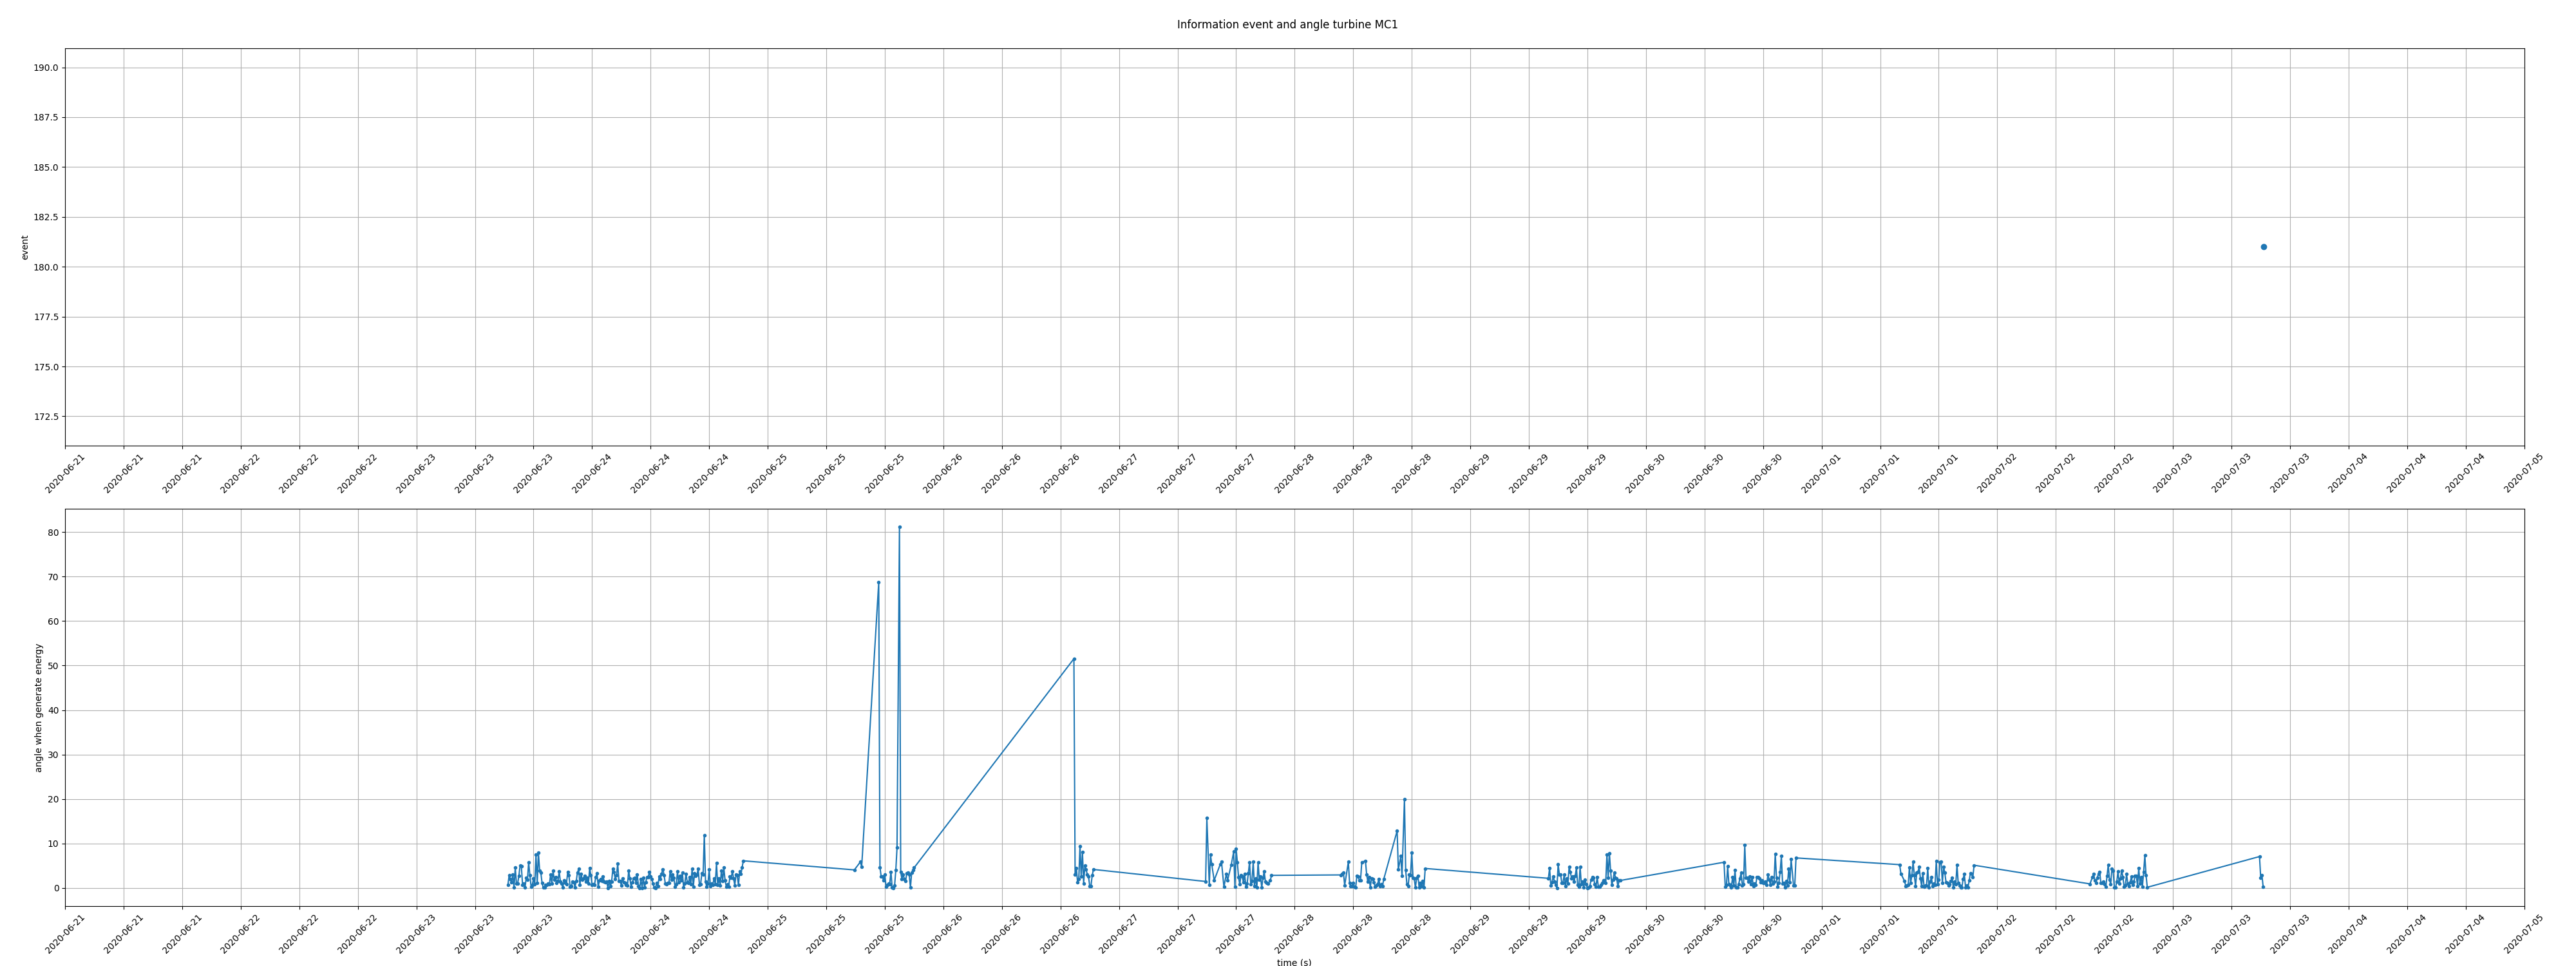 Information event and angle turbine MC1
190.0
187.5
185.0
182.5
180.0
177.5
175.0
172.5
event
2020-06-21 2020-06-21 2020-06-21 2020-06-22 2020-06-22 2020-06-22 2020-06-23 2020-06-23 2020-06-23 2020-06-24 2020-06-24 2020-06-24 2020-06-25 2020-06-25 2020-06-25 2020-06-26 2020-06-26 2020-06-26 2020-06-27 2020-06-27 2020-06-27 2020-06-28 2020-06-28 2020-06-28 2020-06-29 2020-06-29 2020-06-29 2020-06-30 2020-06-30 2020-06-30 2020-07-01 2020-07-01 2020-07-01 2020-07-02 2020-07-02 2020-07-02 2020-07-03 2020-07-03 2020-07-03 2020-07-04 2020-07-04 2020-07-04 2020-07-05
80
70
60
50
40
30
20
10
0
angle when generate energy
2020-06-21 2020-06-21 2020-06-21 2020-06-22 2020-06-22 2020-06-22 2020-06-23 2020-06-23 2020-06-23 2020-06-24 2020-06-24 2020-06-24 2020-06-25 2020-06-25 2020-06-25 2020-06-26 2020-06-26 2020-06-26 2020-06-27 2020-06-27 2020-06-27 2020-06-28 2020-06-28 2020-06-28 2020-06-29 2020-06-29 2020-06-29 2020-06-30 2020-06-30 2020-06-30 2020-07-01 2020-07-01 2020-07-01 2020-07-02 2020-07-02 2020-07-02 2020-07-03 2020-07-03 2020-07-03 2020-07-04 2020-07-04 2020-07-04 2020-07-05
time (s)